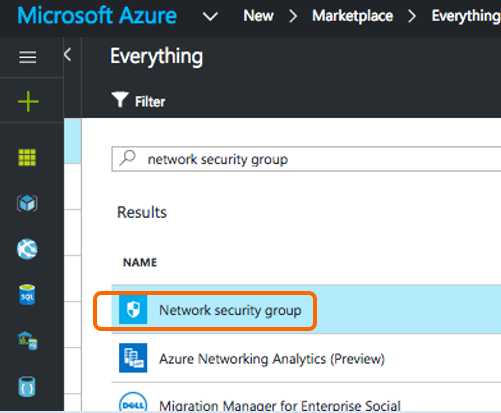 Microsoft Azure New Marketplace Everything
Everything
Filter
network security group
Results
NAME
Network security group
SQL
Azure Networking Analytics (Preview)
DELL Migration Manager for Enterprise Social